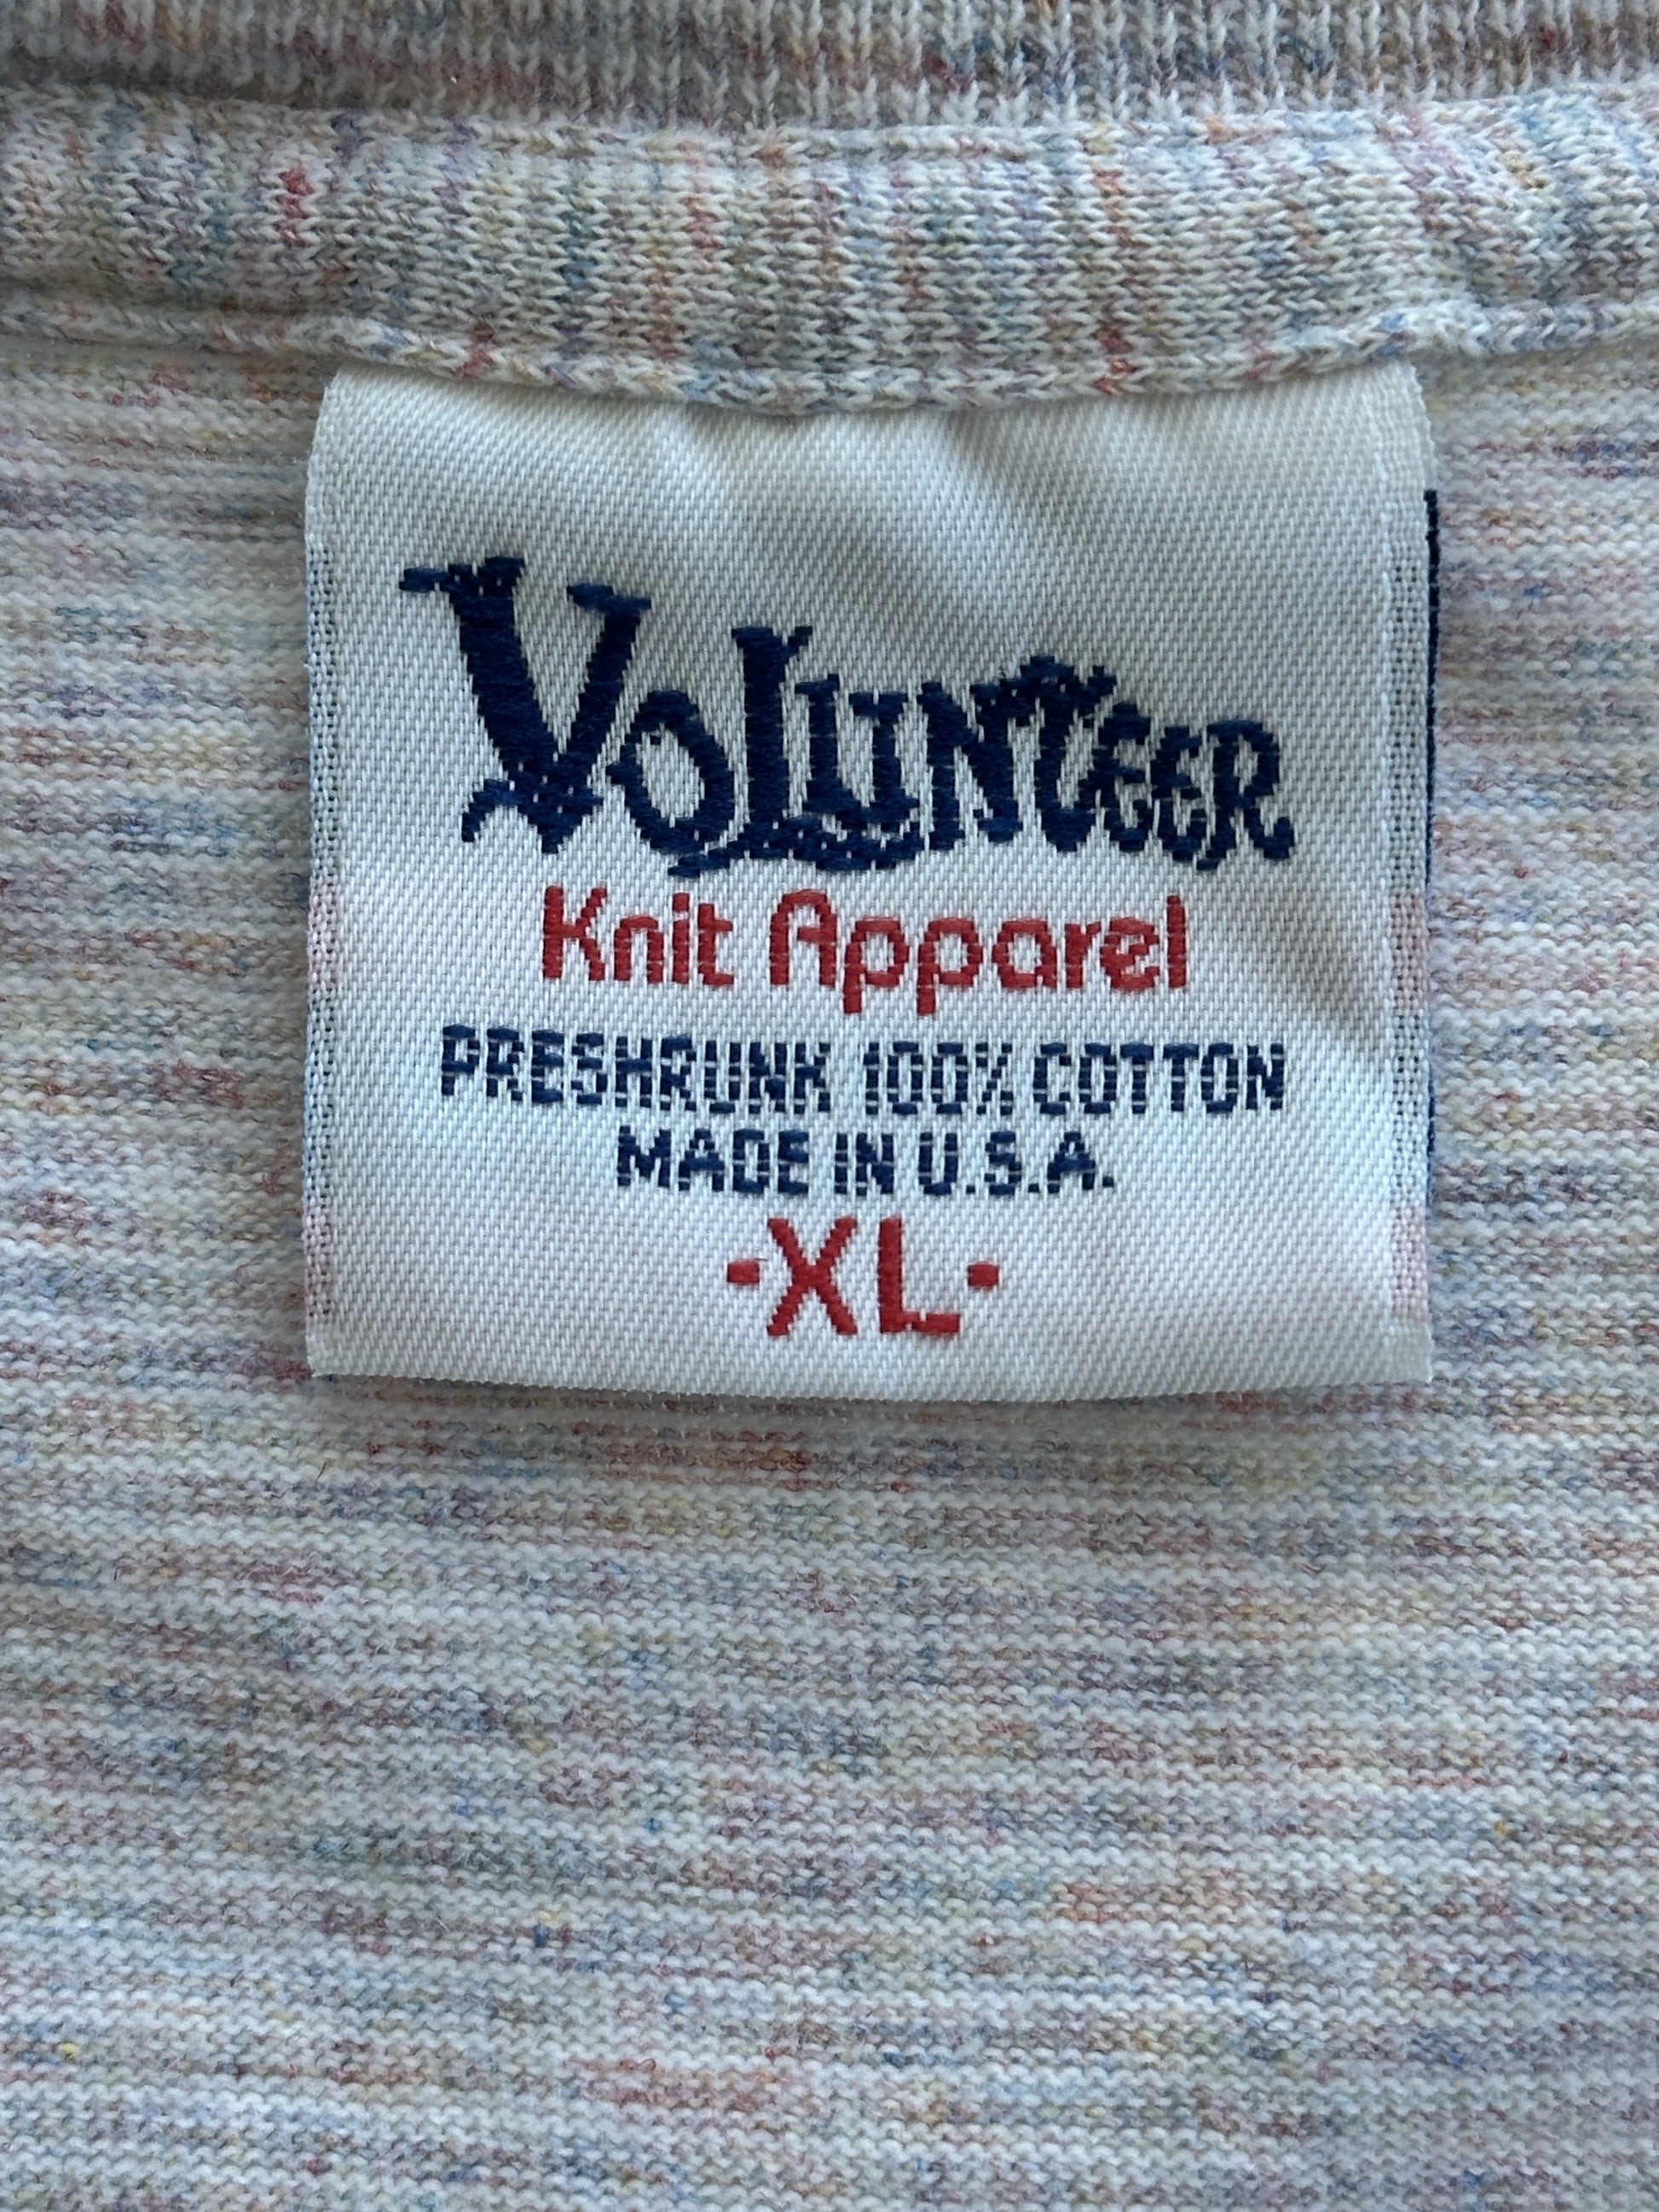 VOLUNTEER
Knit Apparel
PRESHRUNK 100% COTTON
MADE IN U.S.A.
·XL·